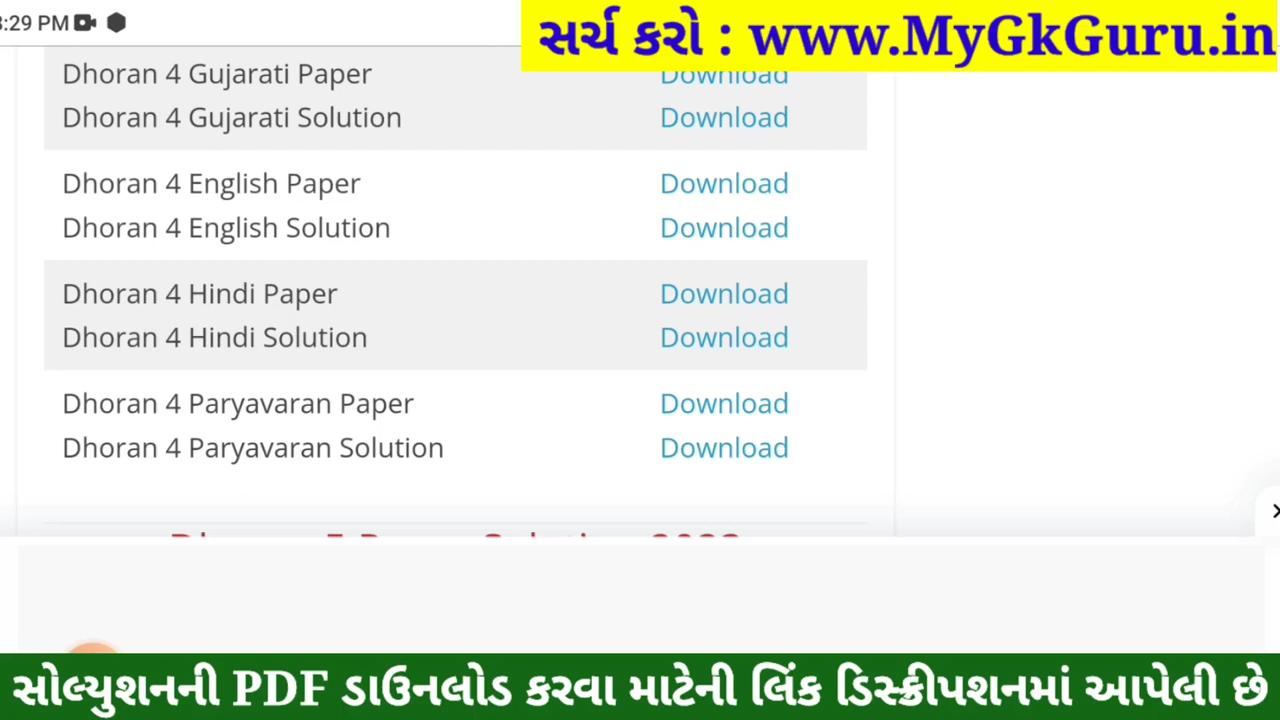 3:29 PM
સર્ચ કરો : www.MyGkGuru.in
Dhoran 4 Gujarati Paper Download
Dhoran 4 Gujarati Solution Download
Dhoran 4 English Paper Download
Dhoran 4 English Solution Download
Dhoran 4 Hindi Paper Download
Dhoran 4 Hindi Solution Download
Dhoran 4 Paryavaran Paper Download
Dhoran 4 Paryavaran Solution Download
સોલ્યુશનની PDF ડાઉનલોડ કરવા માટેની લિંક ડિસ્ક્રીપશનમાં આપેલી છે